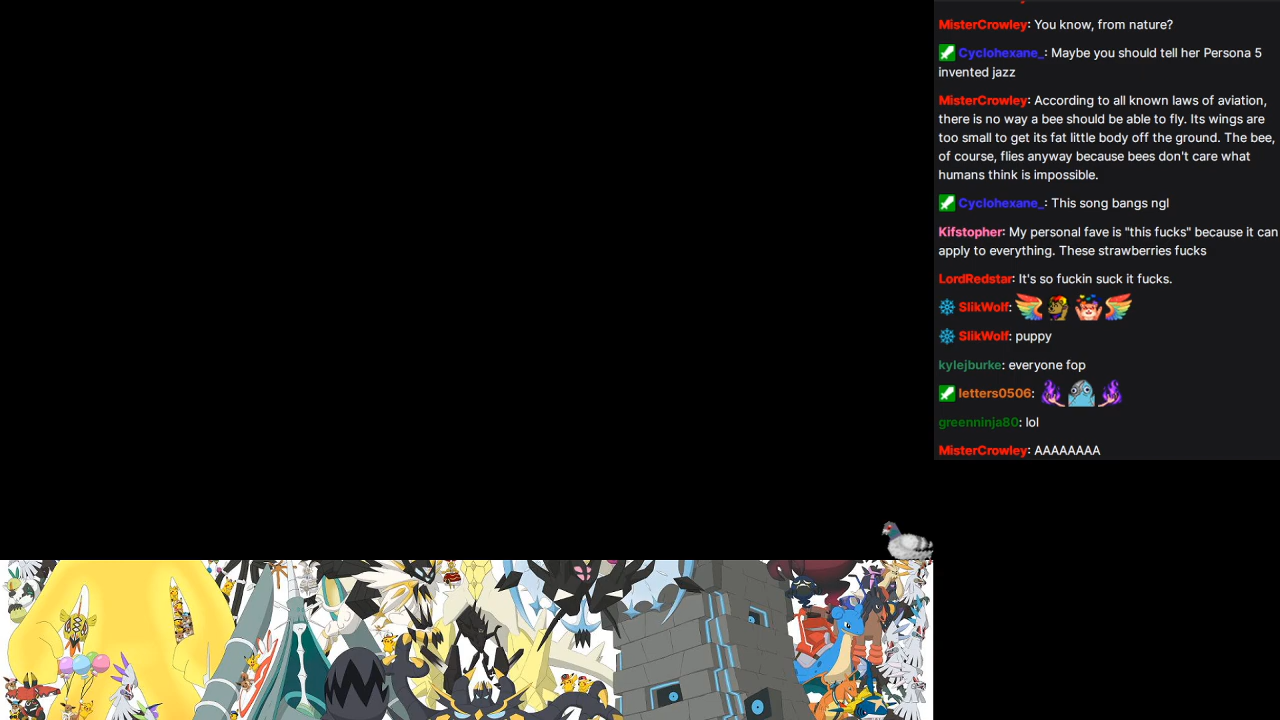 MisterCrowley: You know, from nature?
Cyclohexane_: Maybe you should tell her Persona 5
invented jazz
MisterCrowley: According to all known laws of aviation,
there is no way a bee should be able to fly. Its wings are
too small to get its fat little body off the ground. The bee,
of course, flies anyway because bees don't care what
humans think is impossible.
Cyclohexane_: This song bangs ngl
Kifstopher: My personal fave is "this fucks" because it can
apply to everything. These strawberries fucks
LordRedstar: It's so fuckin suck it fucks.
SlikWolf:
SlikWolf: puppy
kylejburke: everyone fop
letters0506:
greenninja80: lol
MisterCrowley: AAAAAAAA